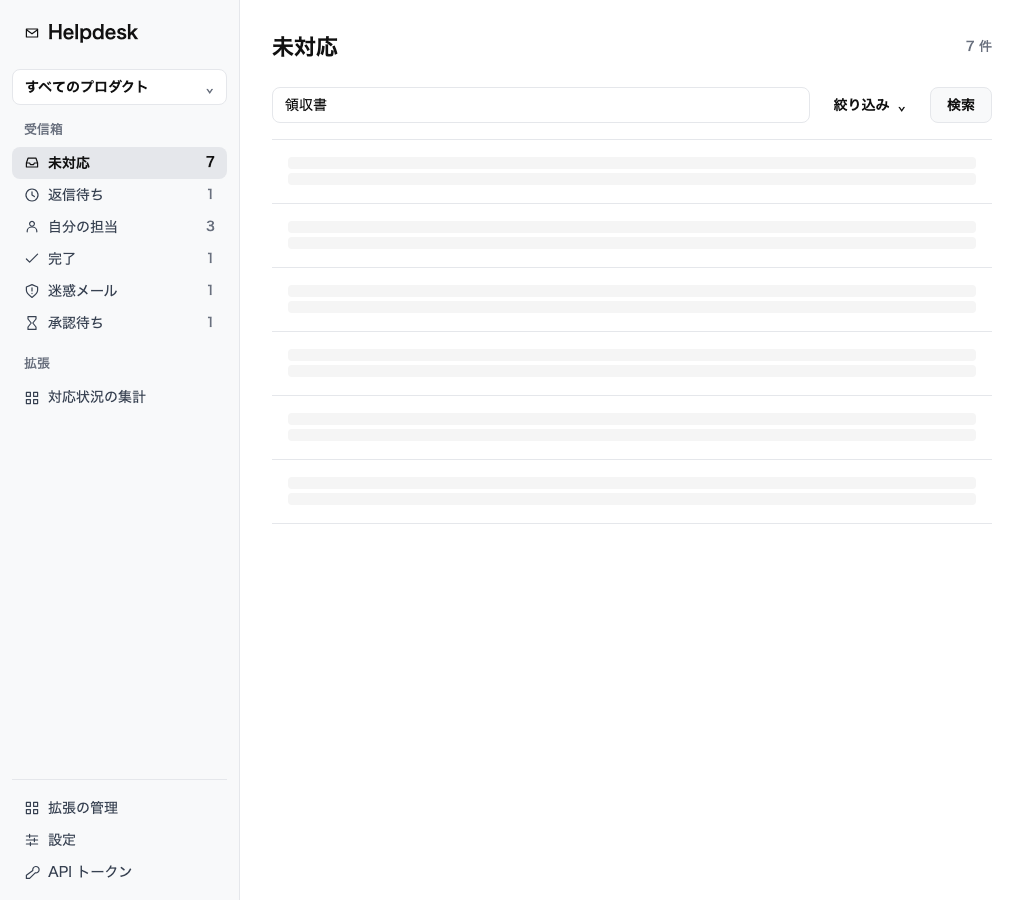 Helpdesk
すべてのプロダクト
受信箱
未対応 7
返信待ち 1
自分の担当 3
完了 1
迷惑メール 1
承認待ち 1
拡張
対応状況の集計
拡張の管理
設定
API トークン
未対応
7 件
領収書
絞り込み
検索